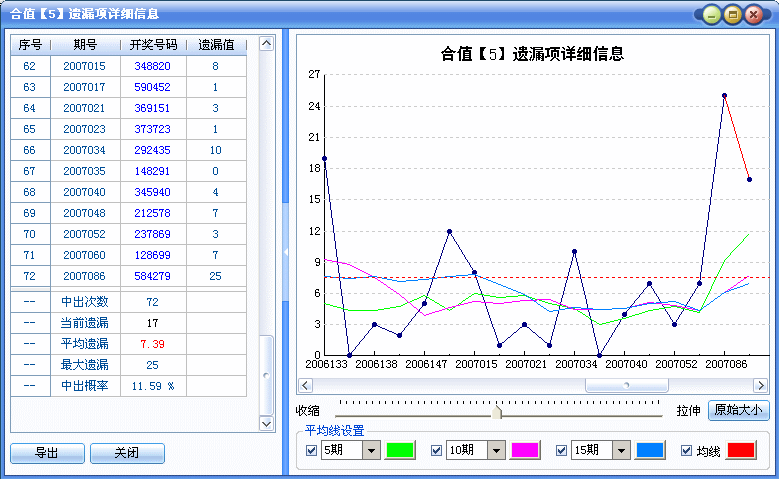 合值【5】遗漏项详细信息
序号 期号 开奖号码 遗漏值
62 2007015 348820 8
63 2007017 590452 1
64 2007021 369151 3
65 2007023 373723 1
66 2007034 292435 10
67 2007035 148291 0
68 2007040 345940 4
69 2007048 212578 7
70 2007052 237869 3
71 2007060 128699 7
72 2007086 584279 25
-- 中出次数 72
-- 当前遗漏 17
-- 平均遗漏 7.39
-- 最大遗漏 25
-- 中出概率 11.59 %
导出 关闭
合值【5】遗漏项详细信息
27
24
21
18
15
12
9
6
3
0
2006133 2006138 2006147 2007015 2007021 2007034 2007040 2007052 2007086
收缩 拉伸 原始大小
平均线设置
5期 10期 15期 均线